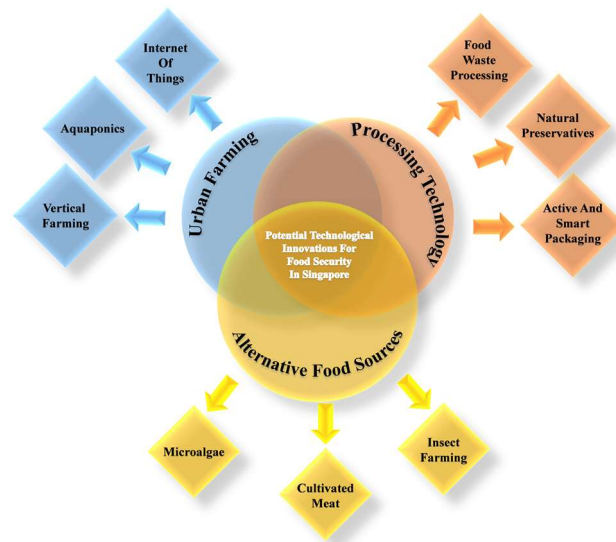 Internet
Of
Things
Aquaponics
Vertical
Farming
Urban Farming
Processing Technology
Food
Waste
Processing
Natural
Preservatives
Active And
Smart
Packaging
Potential Technological
Innovations For
Food Security
In Singapore
Alternative Food Sources
Microalgae
Cultivated
Meat
Insect
Farming